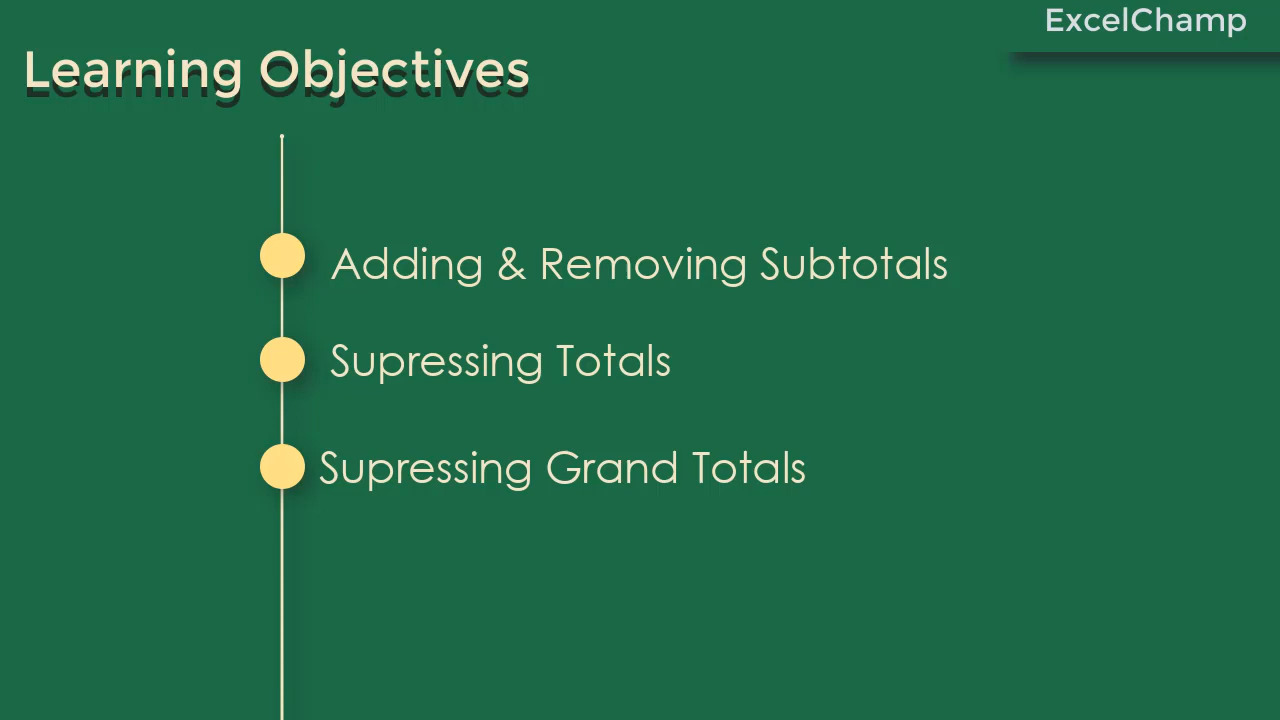 ExcelChamp
Learning Objectives
Adding & Removing Subtotals
Supressing Totals
Supressing Grand Totals